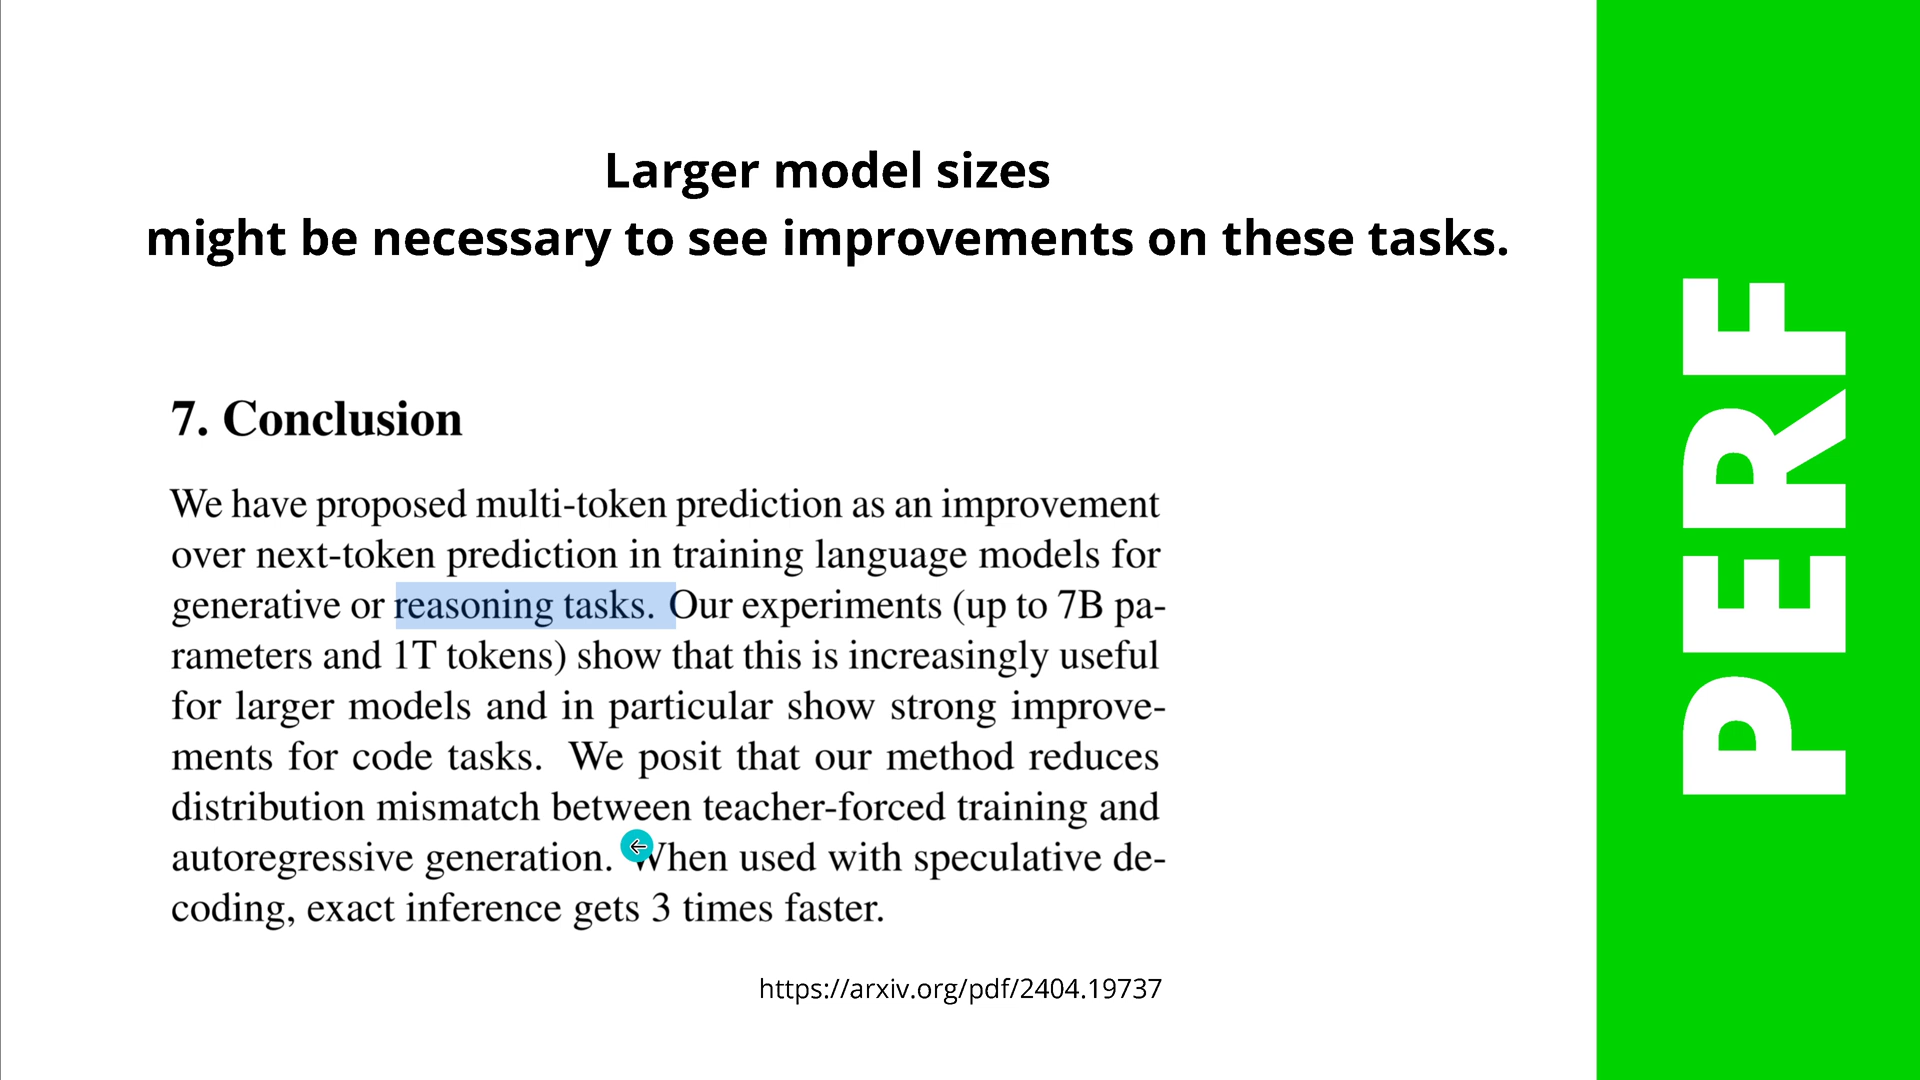 Larger model sizes
might be necessary to see improvements on these tasks.
7. Conclusion
We have proposed multi-token prediction as an improvement
over next-token prediction in training language models for
generative or reasoning tasks. Our experiments (up to 7B pa-
rameters and 1T tokens) show that this is increasingly useful
for larger models and in particular show strong improve-
ments for code tasks. We posit that our method reduces
distribution mismatch between teacher-forced training and
autoregressive generation. When used with speculative de-
coding, exact inference gets 3 times faster.
https://arxiv.org/pdf/2404.19737
PERF